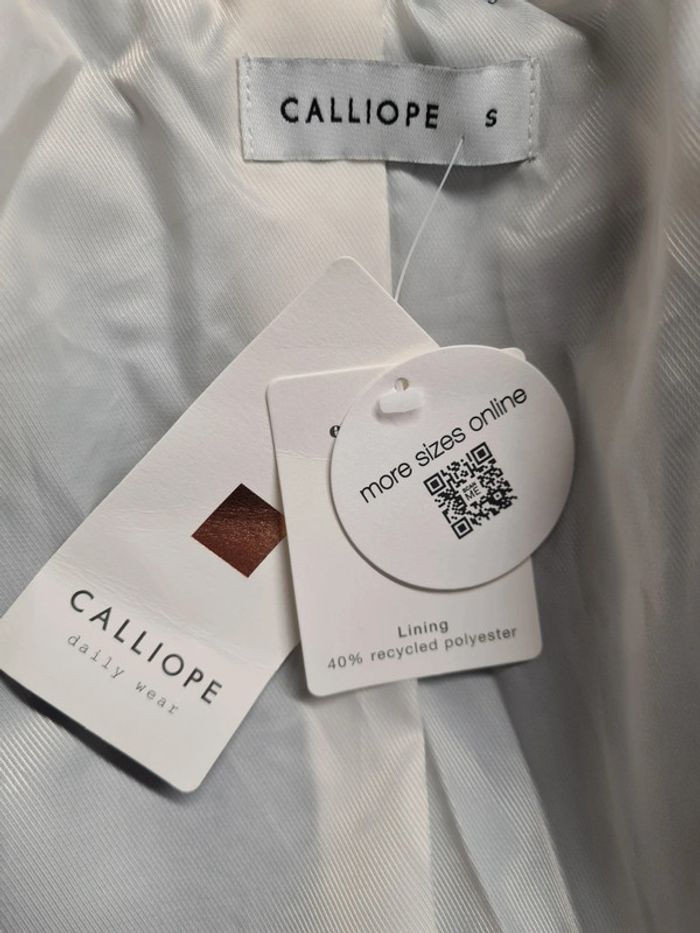 CALLIOPE S
more sizes online
SCAN
ME
Lining
40% recycled polyester
CALLIOPE
daily wear